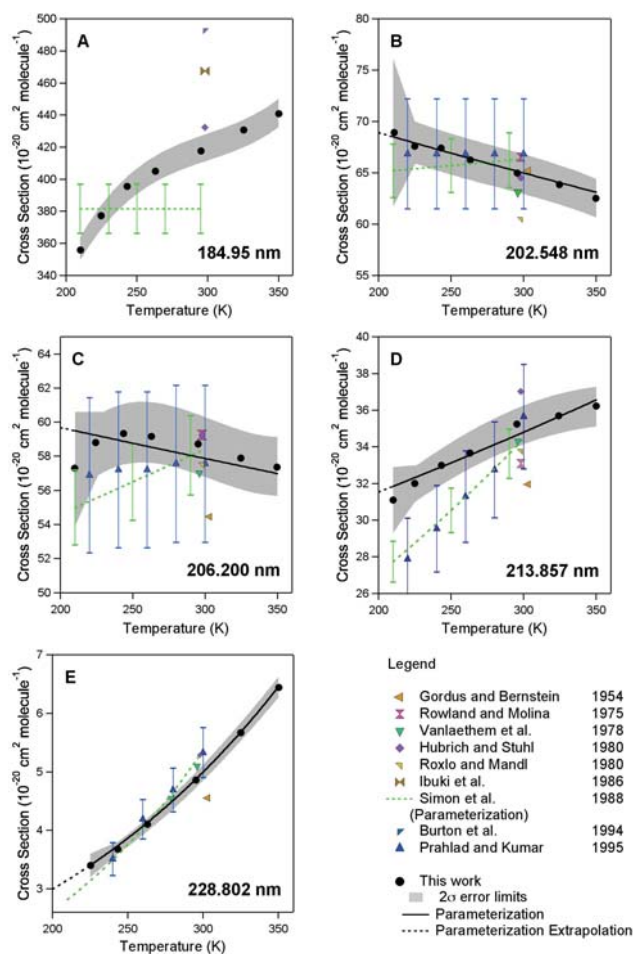 A
Cross Section (10⁻²⁰ cm² molecule⁻¹)
500
480
460
440
420
400
380
360
340
184.95 nm
200 250 300 350
Temperature (K)
B
Cross Section (10⁻²⁰ cm² molecule⁻¹)
80
75
70
65
60
55
202.548 nm
200 250 300 350
Temperature (K)
C
Cross Section (10⁻²⁰ cm² molecule⁻¹)
64
62
60
58
56
54
52
50
206.200 nm
200 250 300 350
Temperature (K)
D
Cross Section (10⁻²⁰ cm² molecule⁻¹)
40
38
36
34
32
30
28
26
213.857 nm
200 250 300 350
Temperature (K)
E
Cross Section (10⁻²⁰ cm² molecule⁻¹)
7
6
5
4
3
228.802 nm
200 250 300 350
Temperature (K)
Legend
Gordus and Bernstein 1954
Rowland and Molina 1975
Vanlaethem et al. 1978
Hubrich and Stuhl 1980
Roxlo and Mandl 1980
Ibuki et al. 1986
Simon et al. 1988
(Parameterization)
Burton et al. 1994
Prahlad and Kumar 1995
This work
2σ error limits
Parameterization
Parameterization Extrapolation